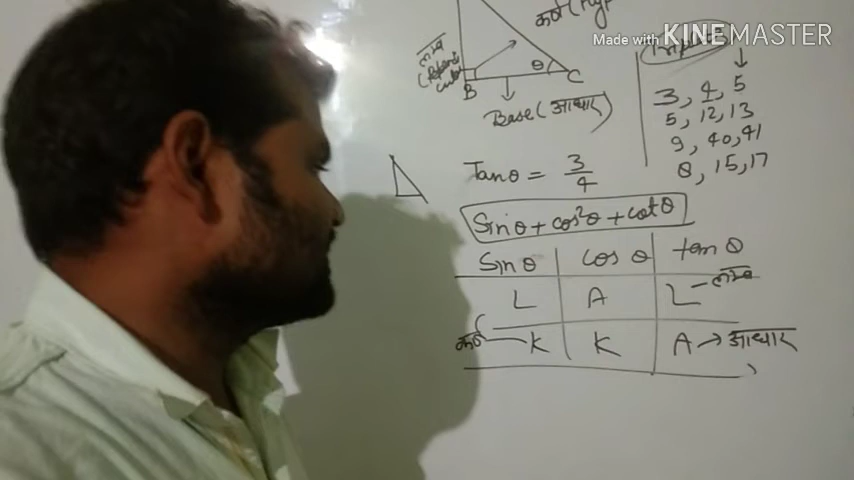 कर्ण (Hyp
Made with KINEMASTER
लम्ब
Triplet
θ
B
C
Base (आधार)
3, 4, 5
5, 12, 13
9, 40, 41
8, 15, 17
Tanθ = 3/4
Sinθ + cos²θ + cotθ
Sinθ cosθ tanθ
L A L - लम्ब
कर्ण - K K A → आधार